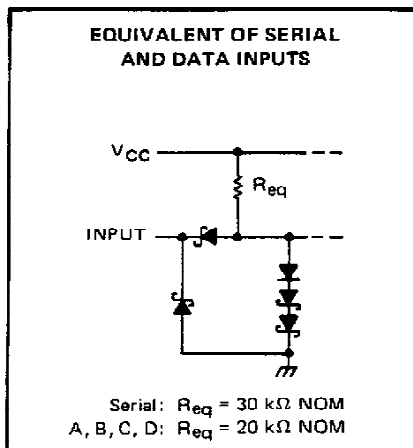 EQUIVALENT OF SERIAL
AND DATA INPUTS
VCC
Req
INPUT
Serial: Req = 30 kΩ NOM
A, B, C, D: Req = 20 kΩ NOM